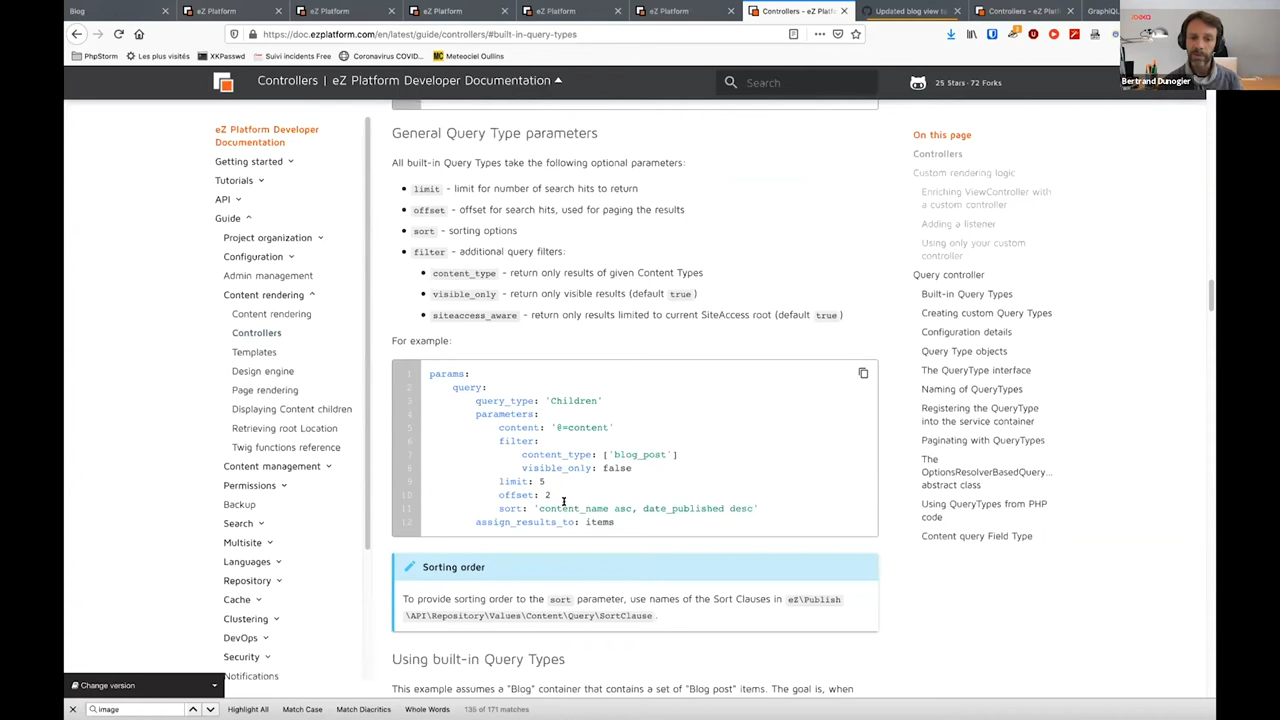 Blog
eZ Platform
eZ Platform
eZ Platform
eZ Platform
eZ Platform
Controllers | eZ Platf
Updated blog view t
Controllers | eZ Platf
GraphiQL
https://doc.ezplatform.com/en/latest/guide/controllers/#built-in-query-types
PhpStorm
Les plus visités
Suivi incidents Free
XKPasswd
Coronavirus COVID...
Meteociel Oullins
Bertrand Dunogier
Controllers | eZ Platform Developer Documentation
Search
25 Stars · 72 Forks
eZ Platform Developer
Documentation
Getting started
Tutorials
API
Guide
Project organization
Configuration
Admin management
Content rendering
Content rendering
Controllers
Templates
Design engine
Page rendering
Displaying Content children
Retrieving root Location
Twig functions reference
Content management
Permissions
Backup
Search
Multisite
Languages
Repository
Cache
Clustering
DevOps
Security
Notifications
Change version
General Query Type parameters
All built-in Query Types take the following optional parameters:
limit - limit for number of search hits to return
offset - offset for search hits, used for paging the results
sort - sorting options
filter - additional query filters:
content_type - return only results of given Content Types
visible_only - return only visible results (default true)
siteaccess_aware - return only results limited to current SiteAccess root (default true)
For example:
1 params:
2 query:
3 query_type: 'Children'
4 parameters:
5 content: '@=content'
6 filter:
7 content_type: ['blog_post']
8 visible_only: false
9 limit: 5
10 offset: 2
11 sort: 'content_name asc, date_published desc'
12 assign_results_to: items
Sorting order
To provide sorting order to the sort parameter, use names of the Sort Clauses in eZ\Publish
\API\Repository\Values\Content\Query\SortClause.
Using built-in Query Types
This example assumes a "Blog" container that contains a set of "Blog post" items. The goal is, when
On this page
Controllers
Custom rendering logic
Enriching ViewController with
a custom controller
Adding a listener
Using only your custom
controller
Query controller
Built-in Query Types
Creating custom Query Types
Configuration details
Query Type objects
The QueryType interface
Naming of QueryTypes
Registering the QueryType
into the service container
Paginating with QueryTypes
The
OptionsResolverBasedQuery...
abstract class
Using QueryTypes from PHP
code
Content query Field Type
image
Highlight All
Match Case
Match Diacritics
Whole Words
135 of 171 matches